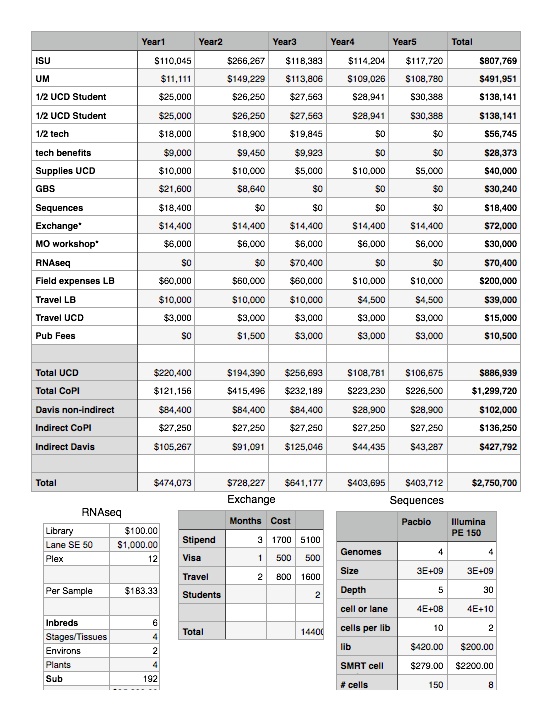 Year1 Year2 Year3 Year4 Year5 Total
ISU $110,045 $266,267 $118,383 $114,204 $117,720 $807,769
UM $11,111 $149,229 $113,806 $109,026 $108,780 $491,951
1/2 UCD Student $25,000 $26,250 $27,563 $28,941 $30,388 $138,141
1/2 UCD Student $25,000 $26,250 $27,563 $28,941 $30,388 $138,141
1/2 tech $18,000 $18,900 $19,845 $0 $0 $56,745
tech benefits $9,000 $9,450 $9,923 $0 $0 $28,373
Supplies UCD $10,000 $10,000 $5,000 $10,000 $5,000 $40,000
GBS $21,600 $8,640 $0 $0 $0 $30,240
Sequences $18,400 $0 $0 $0 $0 $18,400
Exchange* $14,400 $14,400 $14,400 $14,400 $14,400 $72,000
MO workshop* $6,000 $6,000 $6,000 $6,000 $6,000 $30,000
RNAseq $0 $0 $70,400 $0 $0 $70,400
Field expenses LB $60,000 $60,000 $60,000 $10,000 $10,000 $200,000
Travel LB $10,000 $10,000 $10,000 $4,500 $4,500 $39,000
Travel UCD $3,000 $3,000 $3,000 $3,000 $3,000 $15,000
Pub Fees $0 $1,500 $3,000 $3,000 $3,000 $10,500
Total UCD $220,400 $194,390 $256,693 $108,781 $106,675 $886,939
Total CoPI $121,156 $415,496 $232,189 $223,230 $226,500 $1,299,720
Davis non-indirect $84,400 $84,400 $84,400 $28,900 $28,900 $102,000
Indirect CoPI $27,250 $27,250 $27,250 $27,250 $27,250 $136,250
Indirect Davis $105,267 $91,091 $125,046 $44,435 $43,287 $427,792
Total $474,073 $728,227 $641,177 $403,695 $403,712 $2,750,700
RNAseq
Library $100.00
Lane SE 50 $1,000.00
Plex 12
Per Sample $183.33
Inbreds 6
Stages/Tissues 4
Environs 2
Plants 4
Sub 192
Exchange
Months Cost
Stipend 3 1700 5100
Visa 1 500 500
Travel 2 800 1600
Students 2
Total 14400
Sequences
Pacbio Illumina
PE 150
Genomes 4 4
Size 3E+09 3E+09
Depth 5 30
cell or lane 4E+08 4E+10
cells per lib 10 2
lib $420.00 $200.00
SMRT cell $279.00 $2200.00
# cells 150 8